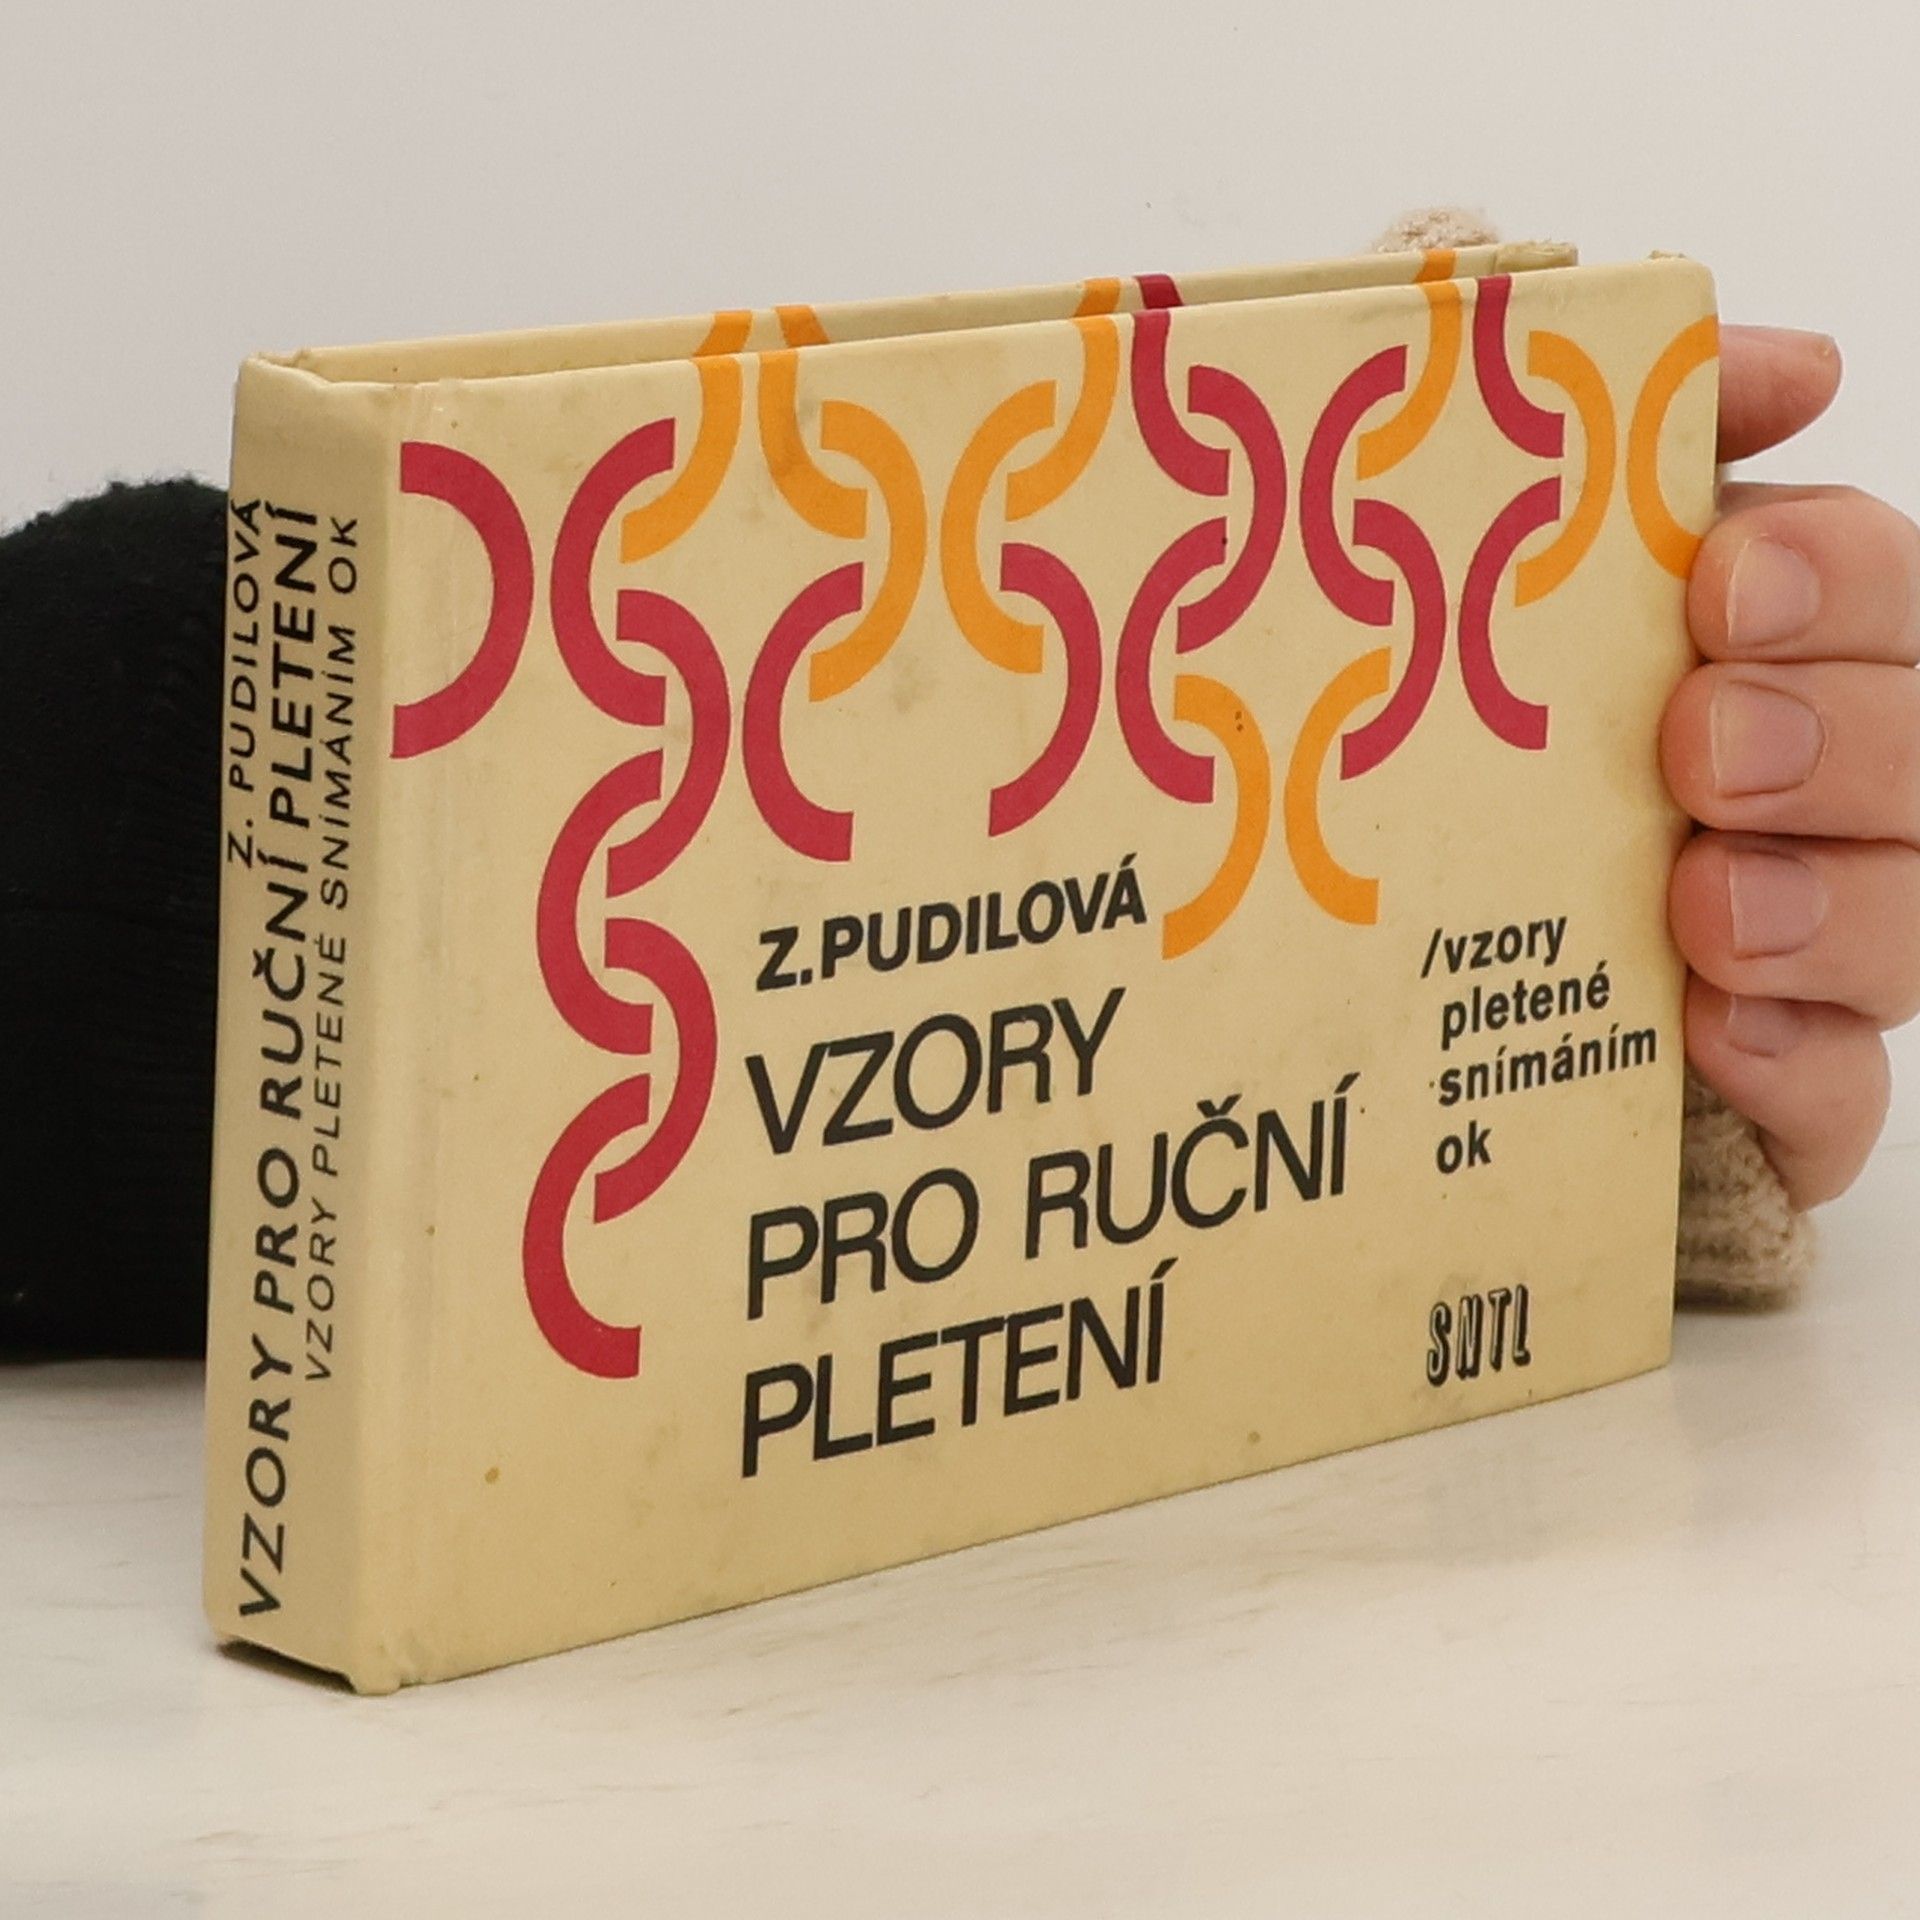 Z. PUDILOVÁ
VZORY PRO RUČNÍ PLETENÍ
VZORY PLETENÉ SNÍMÁNÍM OK
Z.PUDILOVÁ
VZORY
PRO RUČNÍ
PLETENÍ
/vzory
pletené
snímáním
ok
SNTL